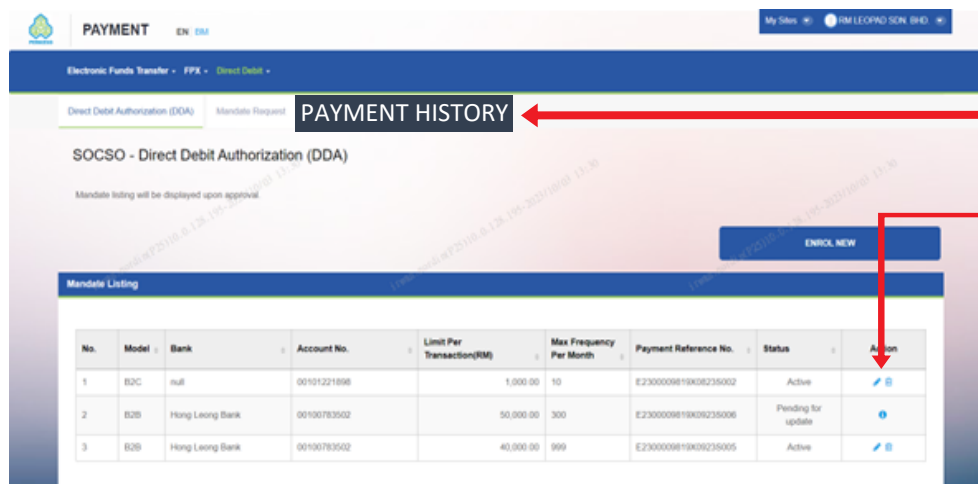 PAYMENT EN BM My Sites RM LEOPAD SDN. BHD.
PERKESO
Electronic Funds Transfer FPX Direct Debit
Direct Debit Authorization (DDA) Mandate Request PAYMENT HISTORY
SOCSO - Direct Debit Authorization (DDA)
Mandate listing will be displayed upon approval.
ENROL NEW
Mandate Listing
No. Model Bank Account No. Limit Per Transaction(RM) Max Frequency Per Month Payment Reference No. Status Action
1 B2C null 00101221898 1,000.00 10 E2300009819X08235002 Active
2 B2B Hong Leong Bank 00100783502 50,000.00 300 E2300009819X09235006 Pending for update
3 B2B Hong Leong Bank 00100783502 40,000.00 999 E2300009819X09235005 Active